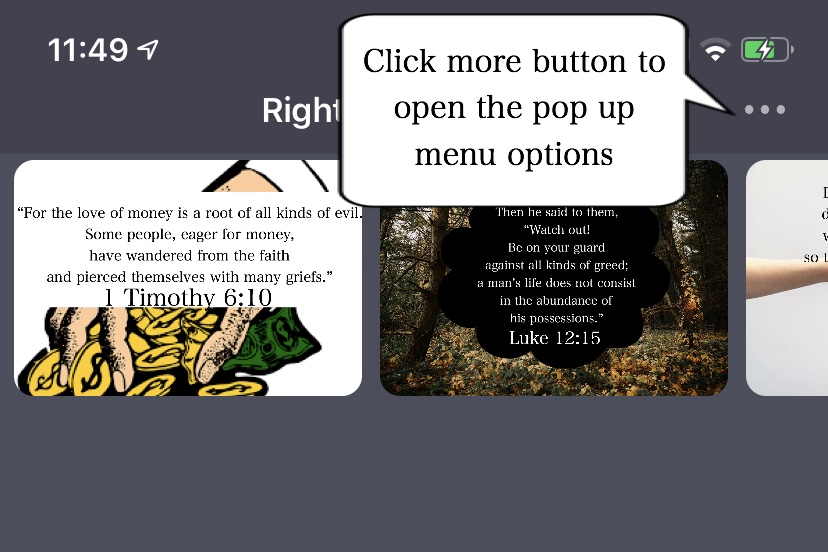 11:49
Click more button to
open the pop up
menu options
Right
“For the love of money is a root of all kinds of evil.
Some people, eager for money,
have wandered from the faith
and pierced themselves with many griefs.”
1 Timothy 6:10
Then he said to them,
“Watch out!
Be on your guard
against all kinds of greed;
a man’s life does not consist
in the abundance of
his possessions.”
Luke 12:15
so